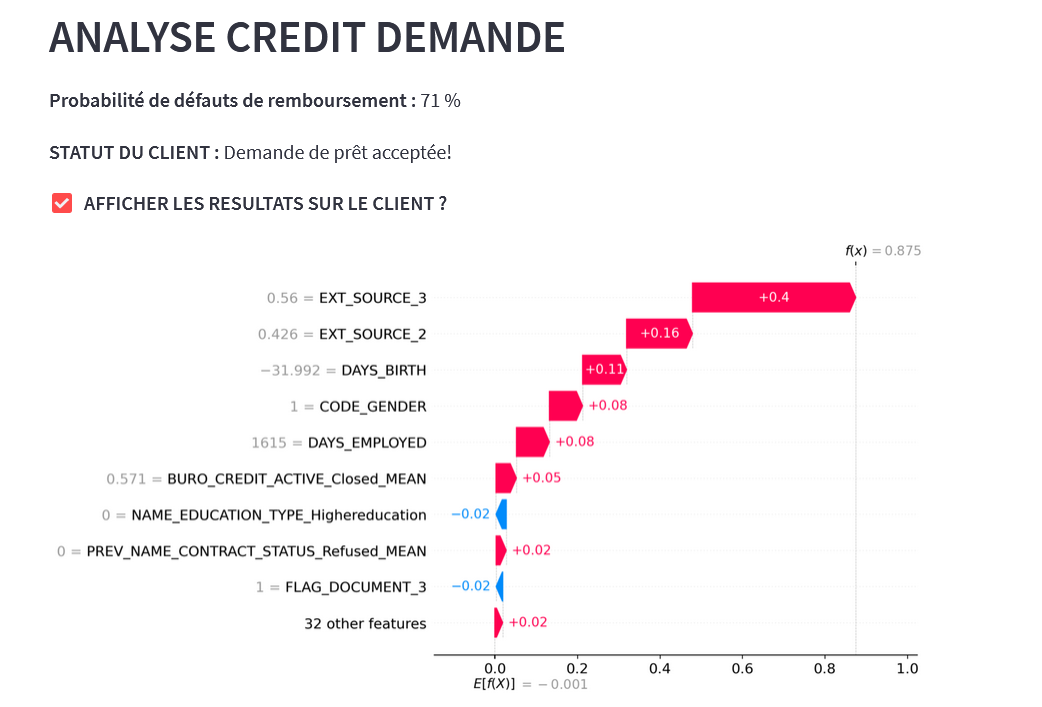 ANALYSE CREDIT DEMANDE
Probabilité de défauts de remboursement : 71 %
STATUT DU CLIENT : Demande de prêt acceptée!
AFFICHER LES RESULTATS SUR LE CLIENT ?
f(x) = 0.875
0.56 = EXT_SOURCE_3 +0.4
0.426 = EXT_SOURCE_2 +0.16
−31.992 = DAYS_BIRTH +0.11
1 = CODE_GENDER +0.08
1615 = DAYS_EMPLOYED +0.08
0.571 = BURO_CREDIT_ACTIVE_Closed_MEAN +0.05
0 = NAME_EDUCATION_TYPE_Highereducation −0.02
0 = PREV_NAME_CONTRACT_STATUS_Refused_MEAN +0.02
1 = FLAG_DOCUMENT_3 −0.02
32 other features +0.02
0.0 0.2 0.4 0.6 0.8 1.0
E[f(X)] = −0.001